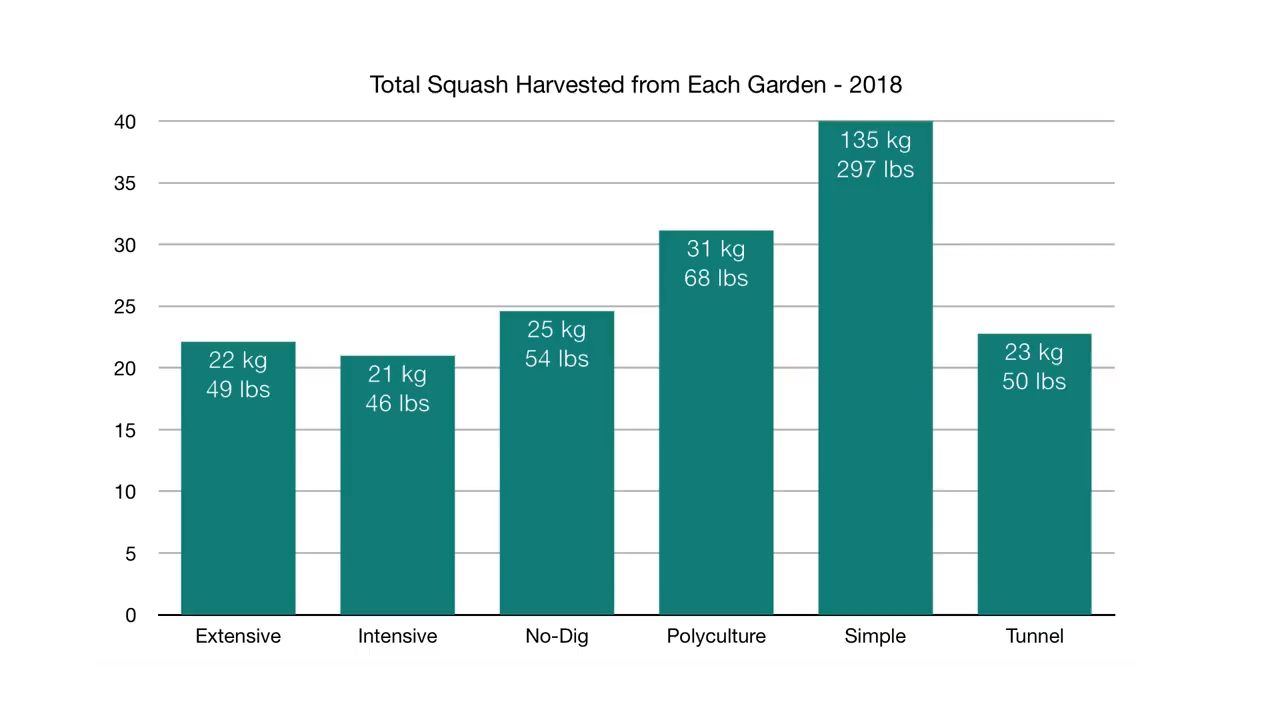 Total Squash Harvested from Each Garden - 2018
40
35
30
25
20
15
10
5
0
22 kg
49 lbs
21 kg
46 lbs
25 kg
54 lbs
31 kg
68 lbs
135 kg
297 lbs
23 kg
50 lbs
Extensive
Intensive
No-Dig
Polyculture
Simple
Tunnel